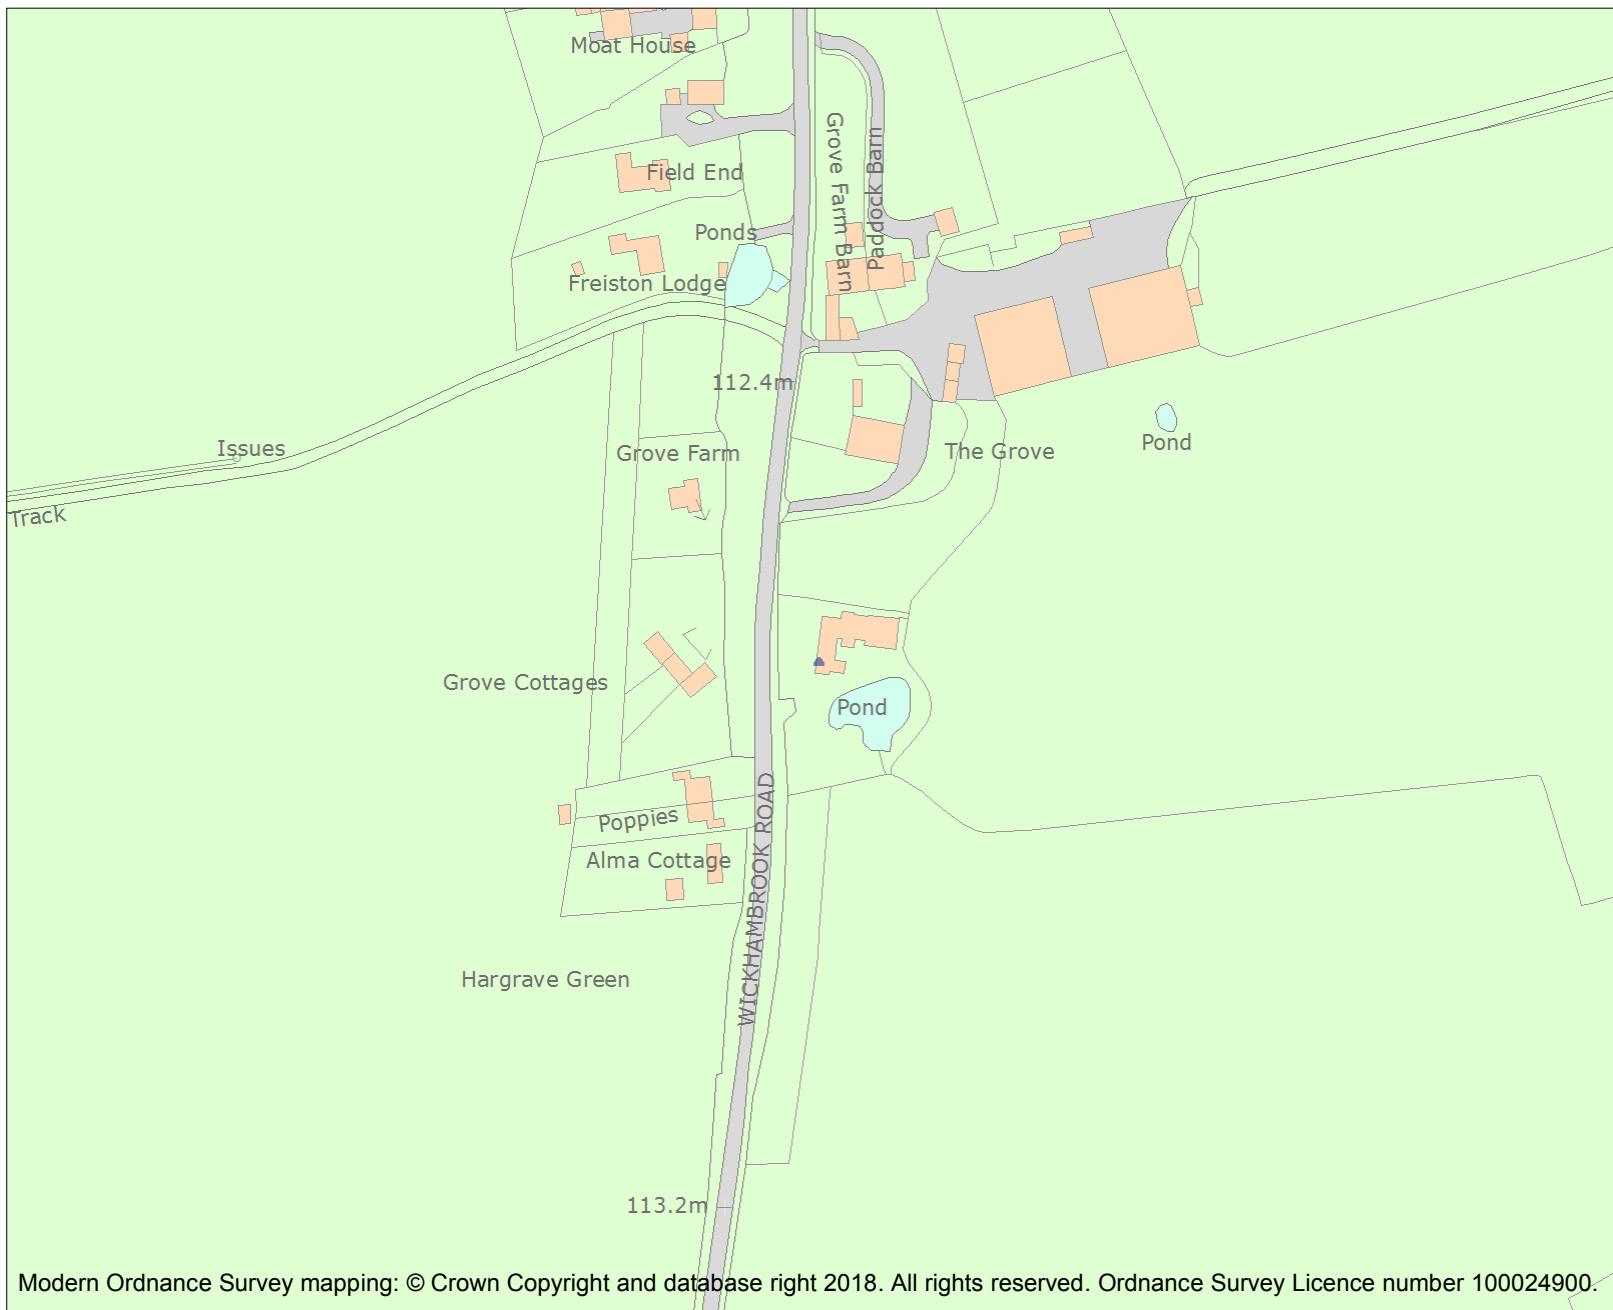 Moat House
Grove Farm Barn
Paddock Barn
Field End
Ponds
Freiston Lodge
112.4m
Issues
Grove Farm
The Grove
Pond
Track
Grove Cottages
Pond
WICKHAMBROOK ROAD
Poppies
Alma Cottage
Hargrave Green
113.2m
Modern Ordnance Survey mapping: © Crown Copyright and database right 2018. All rights reserved. Ordnance Survey Licence number 100024900.